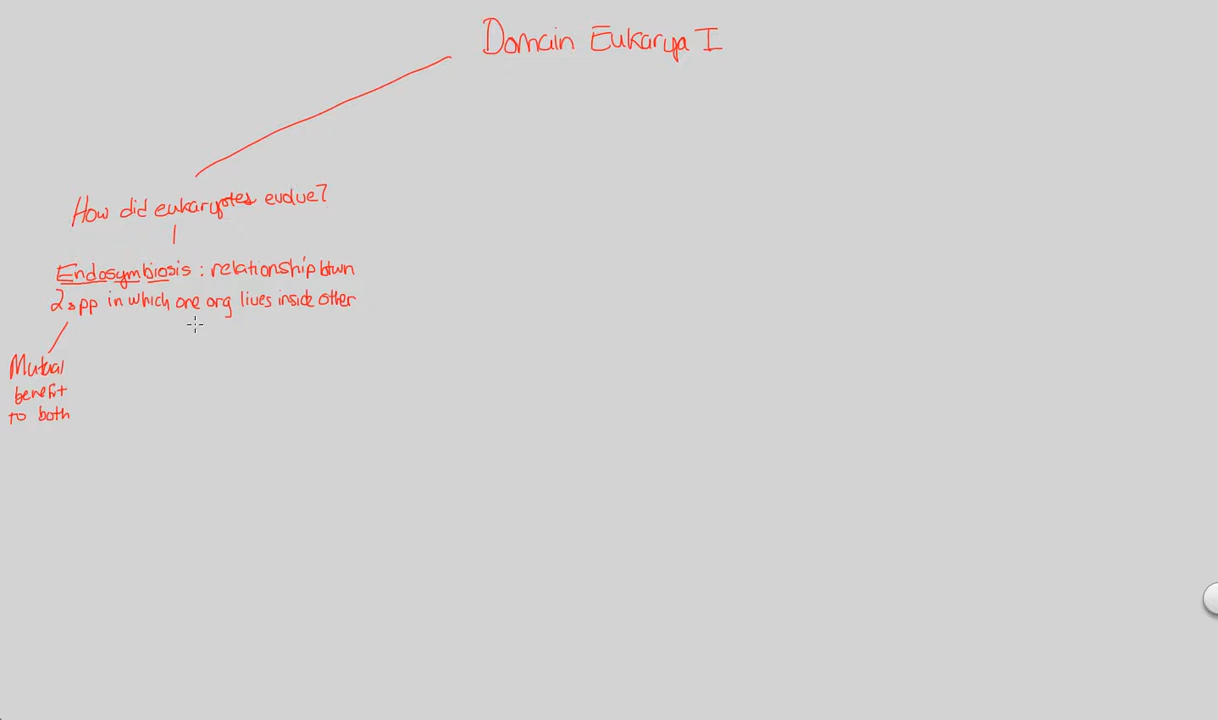 Domain Eukarya I
How did eukaryotes evolve?
Endosymbiosis : relationship btwn
2 spp in which one org lives inside other
Mutual
benefit
to both